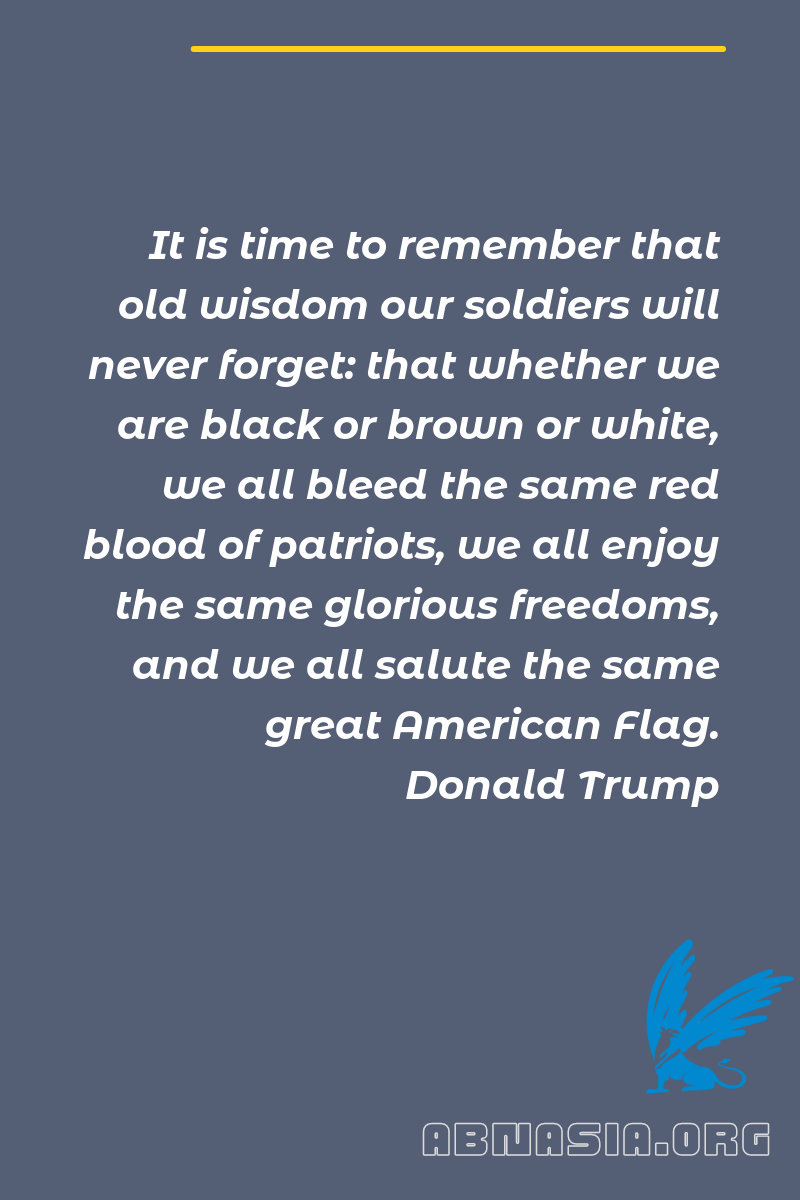 It is time to remember that
old wisdom our soldiers will
never forget: that whether we
are black or brown or white,
we all bleed the same red
blood of patriots, we all enjoy
the same glorious freedoms,
and we all salute the same
great American Flag.
Donald Trump
ABNASIA.ORG